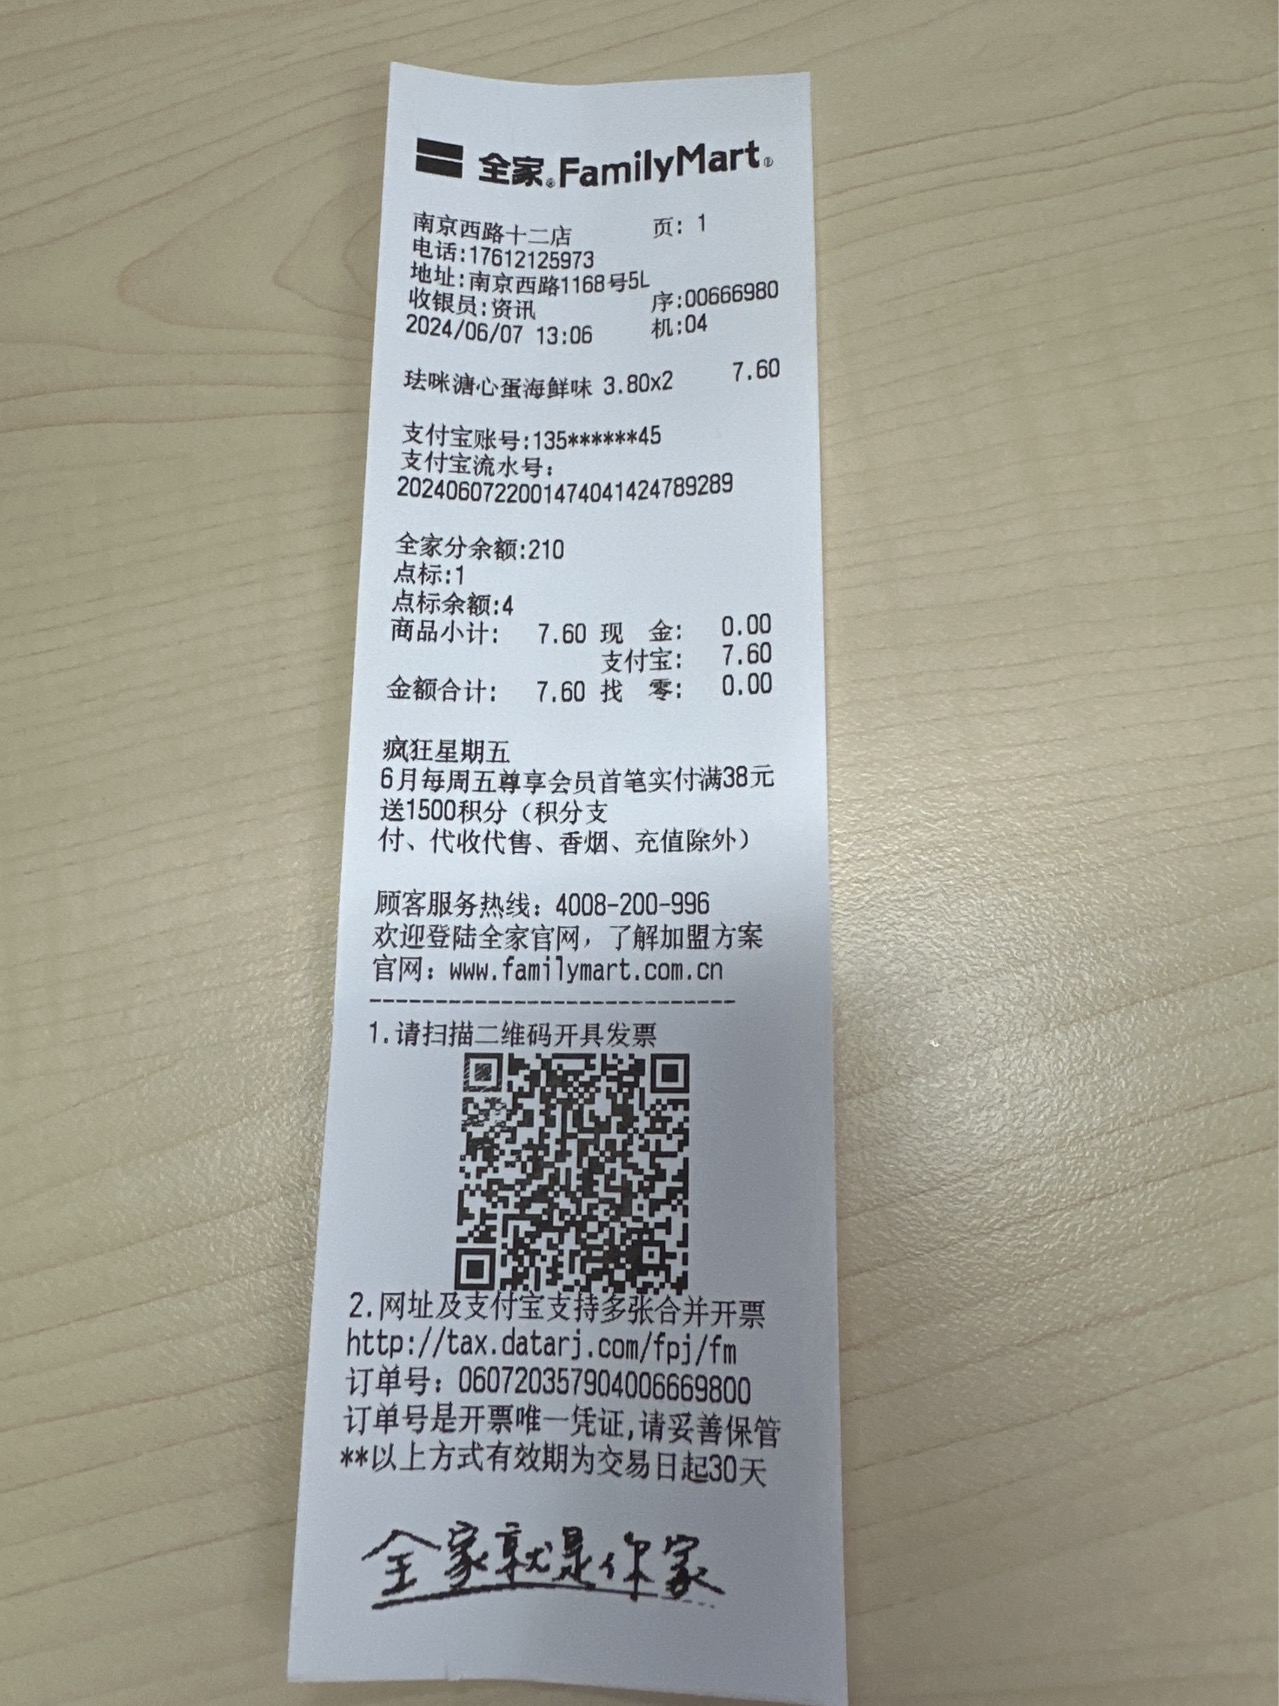 全家 FamilyMart
南京西路十二店 页: 1
电话:17612125973
地址:南京西路1168号5L
收银员:资讯 序:00666980
2024/06/07 13:06 机:04
珐咪溏心蛋海鲜味 3.80x2 7.60
支付宝账号:135******45
支付宝流水号:
2024060722001474041424789289
全家分余额:210
点标:1
点标余额:4
商品小计: 7.60 现 金: 0.00
支付宝: 7.60
金额合计: 7.60 找 零: 0.00
疯狂星期五
6月每周五尊享会员首笔实付满38元
送1500积分（积分支
付、代收代售、香烟、充值除外）
顾客服务热线：4008-200-996
欢迎登陆全家官网，了解加盟方案
官网：www.familymart.com.cn
----------------------------
1.请扫描二维码开具发票
2.网址及支付宝支持多张合并开票
http://tax.datarj.com/fpj/fm
订单号：060720357904006669800
订单号是开票唯一凭证,请妥善保管
**以上方式有效期为交易日起30天
全家就是你家